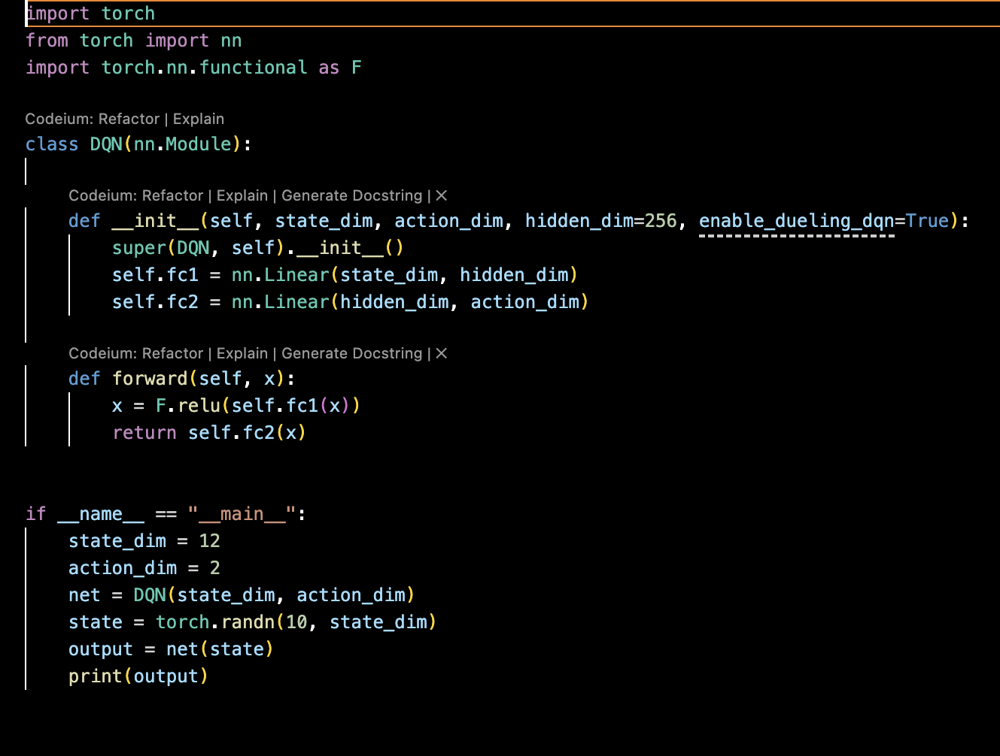 import torch
from torch import nn
import torch.nn.functional as F
Codeium: Refactor | Explain
class DQN(nn.Module):
Codeium: Refactor | Explain | Generate Docstring | ✕
def __init__(self, state_dim, action_dim, hidden_dim=256, enable_dueling_dqn=True):
super(DQN, self).__init__()
self.fc1 = nn.Linear(state_dim, hidden_dim)
self.fc2 = nn.Linear(hidden_dim, action_dim)
Codeium: Refactor | Explain | Generate Docstring | ✕
def forward(self, x):
x = F.relu(self.fc1(x))
return self.fc2(x)
if __name__ == "__main__":
state_dim = 12
action_dim = 2
net = DQN(state_dim, action_dim)
state = torch.randn(10, state_dim)
output = net(state)
print(output)